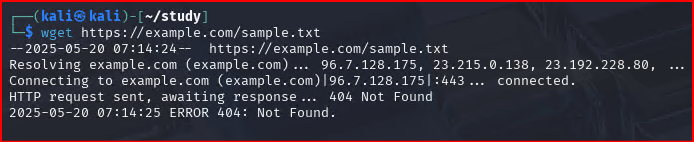 ┌──(kali㉿kali)-[~/study]
└─$ wget https://example.com/sample.txt
--2025-05-20 07:14:24--  https://example.com/sample.txt
Resolving example.com (example.com)... 96.7.128.175, 23.215.0.138, 23.192.228.80, ...
Connecting to example.com (example.com)|96.7.128.175|:443... connected.
HTTP request sent, awaiting response... 404 Not Found
2025-05-20 07:14:25 ERROR 404: Not Found.